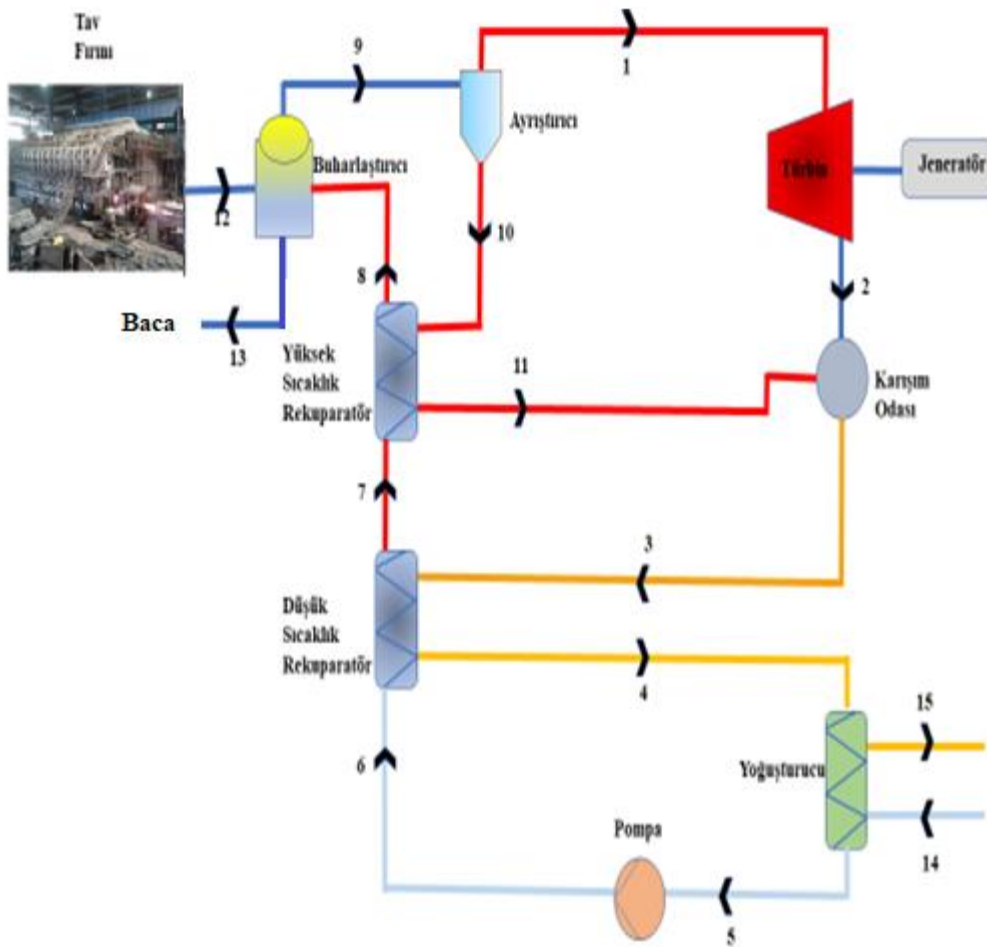 Tav
Fırını
9
1
Ayrıştırıcı
Buharlaştırıcı
Türbin
Jeneratör
12
10
8
2
Baca
13
Yüksek
Sıcaklık
Rekuparatör
11
Karışım
Odası
7
3
Düşük
Sıcaklık
Rekuparatör
4
15
6
Yoğuşturucu
Pompa
14
5